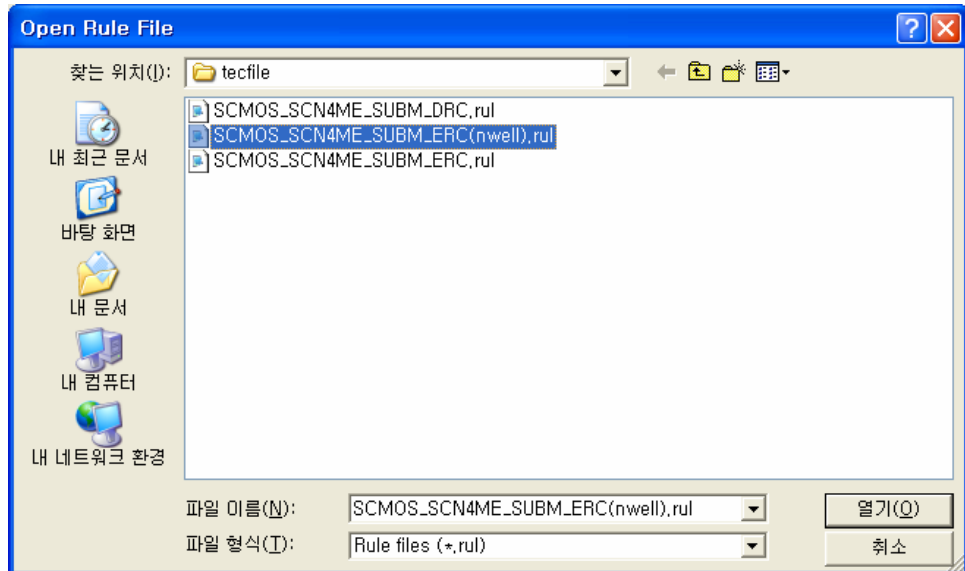 Open Rule File
찾는 위치(I): tecfile
SCMOS_SCN4ME_SUBM_DRC,rul
SCMOS_SCN4ME_SUBM_ERC(nwell),rul
SCMOS_SCN4ME_SUBM_ERC,rul
내 최근 문서
바탕 화면
내 문서
내 컴퓨터
내 네트워크 환경
파일 이름(N): SCMOS_SCN4ME_SUBM_ERC(nwell),rul 열기(O)
파일 형식(T): Rule files (*,rul) 취소